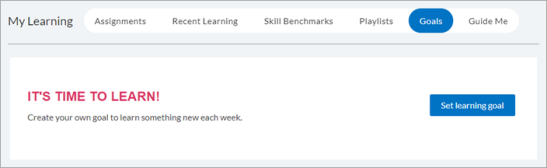 My Learning Assignments Recent Learning Skill Benchmarks Playlists Goals Guide Me
IT'S TIME TO LEARN!
Create your own goal to learn something new each week.
Set learning goal